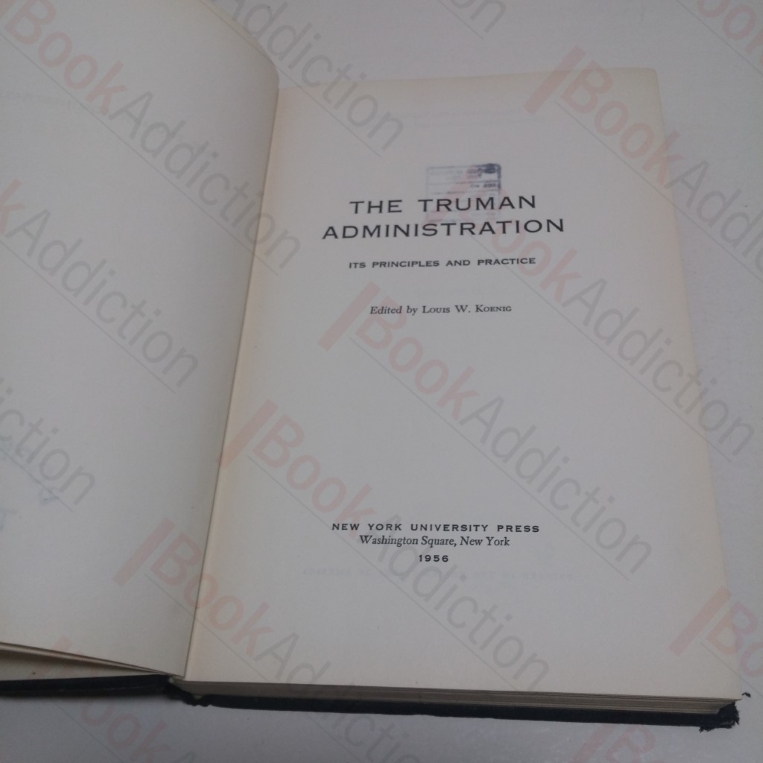 THE TRUMAN
ADMINISTRATION
ITS PRINCIPLES AND PRACTICE
Edited by Louis W. Koenig
NEW YORK UNIVERSITY PRESS
Washington Square, New York
1956
BookAddiction